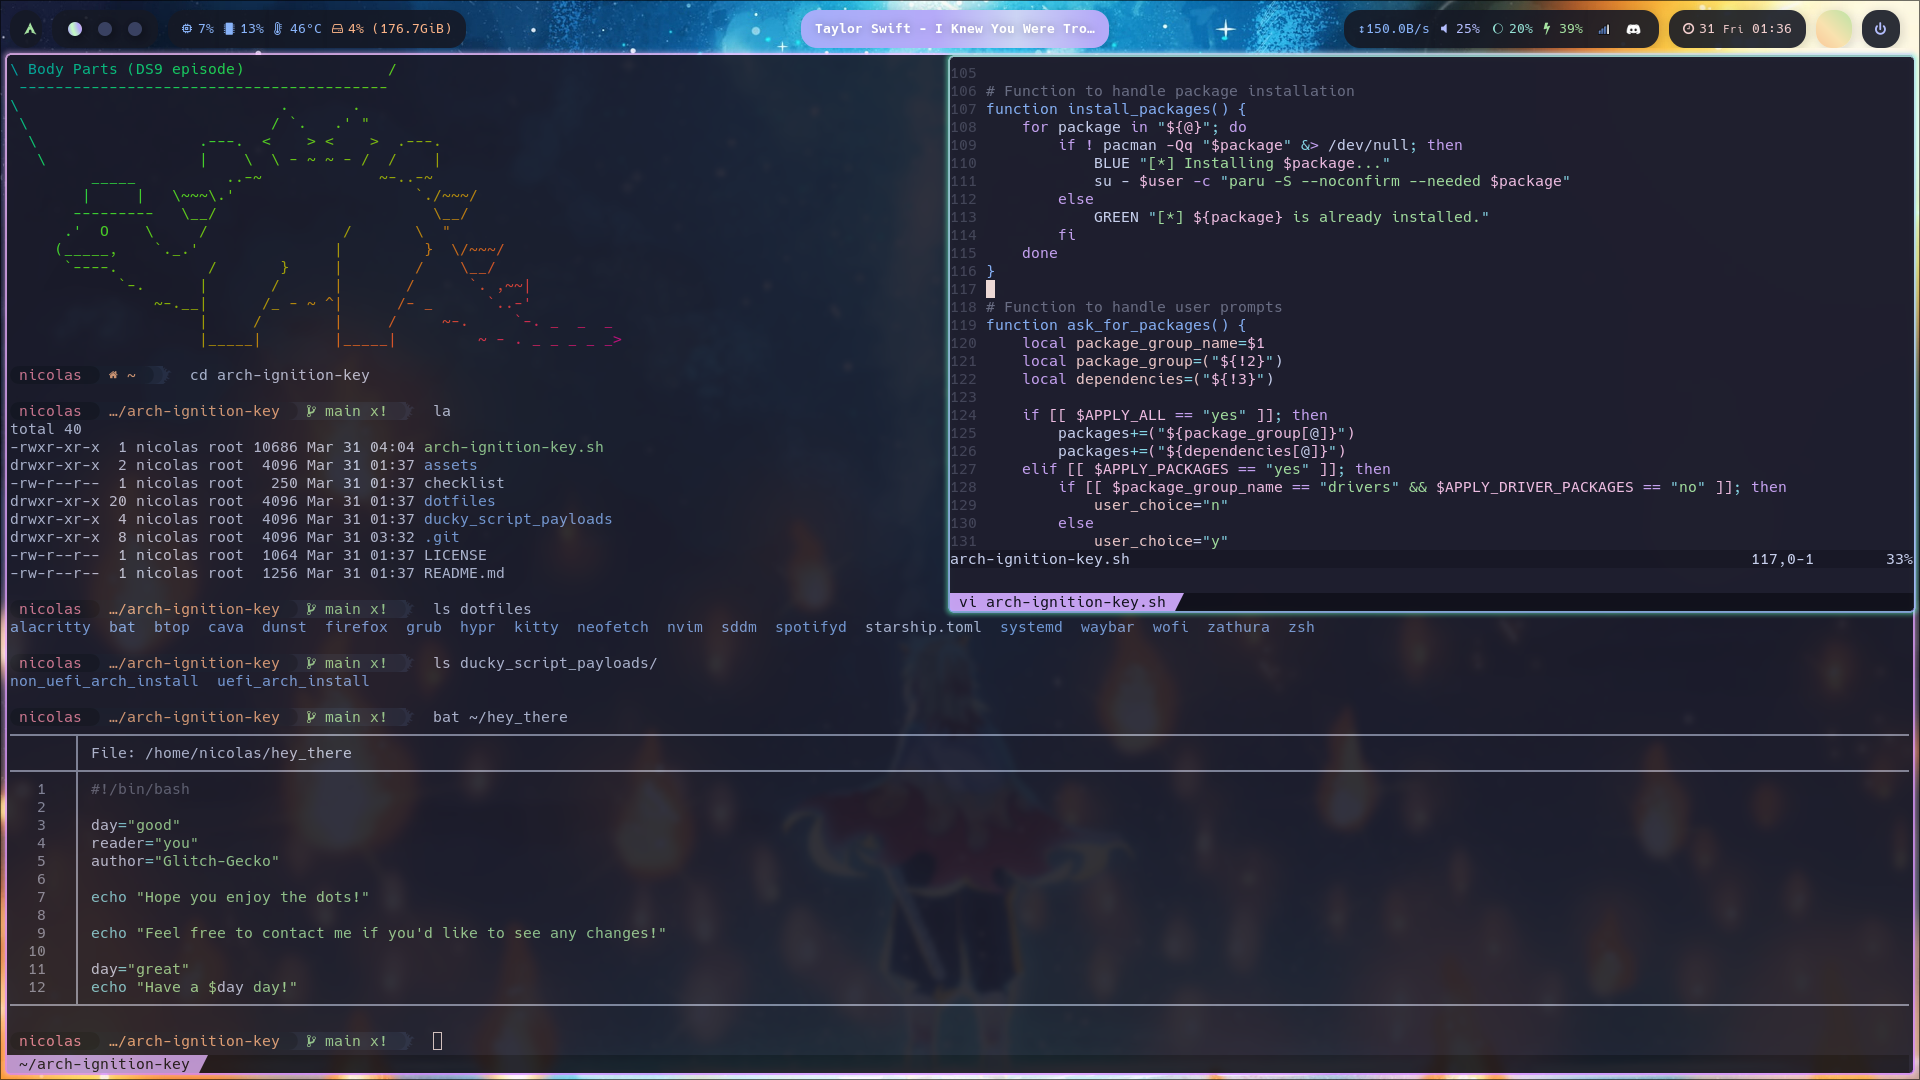 7% 13% 46°C 4% (176.7GiB)
Taylor Swift - I Knew You Were Tro…
↕150.0B/s 25% 20% 39%
31 Fri 01:36
\ Body Parts (DS9 episode) /
nicolas ~ cd arch-ignition-key
nicolas …/arch-ignition-key main x! la
total 40
-rwxr-xr-x 1 nicolas root 10686 Mar 31 04:04 arch-ignition-key.sh
drwxr-xr-x 2 nicolas root 4096 Mar 31 01:37 assets
-rw-r--r-- 1 nicolas root 250 Mar 31 01:37 checklist
drwxr-xr-x 20 nicolas root 4096 Mar 31 01:37 dotfiles
drwxr-xr-x 4 nicolas root 4096 Mar 31 01:37 ducky_script_payloads
drwxr-xr-x 8 nicolas root 4096 Mar 31 03:32 .git
-rw-r--r-- 1 nicolas root 1064 Mar 31 01:37 LICENSE
-rw-r--r-- 1 nicolas root 1256 Mar 31 01:37 README.md
nicolas …/arch-ignition-key main x! ls dotfiles
alacritty bat btop cava dunst firefox grub hypr kitty neofetch nvim sddm spotifyd starship.toml systemd waybar wofi zathura zsh
nicolas …/arch-ignition-key main x! ls ducky_script_payloads/
non_uefi_arch_install uefi_arch_install
nicolas …/arch-ignition-key main x! bat ~/hey_there
File: /home/nicolas/hey_there
1 #!/bin/bash
2
3 day="good"
4 reader="you"
5 author="Glitch-Gecko"
6
7 echo "Hope you enjoy the dots!"
8
9 echo "Feel free to contact me if you'd like to see any changes!"
10
11 day="great"
12 echo "Have a $day day!"
nicolas …/arch-ignition-key main x!
~/arch-ignition-key
105
106 # Function to handle package installation
107 function install_packages() {
108 for package in "${@}"; do
109 if ! pacman -Qq "$package" &> /dev/null; then
110 BLUE "[*] Installing $package..."
111 su - $user -c "paru -S --noconfirm --needed $package"
112 else
113 GREEN "[*] ${package} is already installed."
114 fi
115 done
116 }
117
118 # Function to handle user prompts
119 function ask_for_packages() {
120 local package_group_name=$1
121 local package_group=("${!2}")
122 local dependencies=("${!3}")
123
124 if [[ $APPLY_ALL == "yes" ]]; then
125 packages+=("${package_group[@]}")
126 packages+=("${dependencies[@]}")
127 elif [[ $APPLY_PACKAGES == "yes" ]]; then
128 if [[ $package_group_name == "drivers" && $APPLY_DRIVER_PACKAGES == "no" ]]; then
129 user_choice="n"
130 else
131 user_choice="y"
arch-ignition-key.sh 117,0-1 33%
vi arch-ignition-key.sh